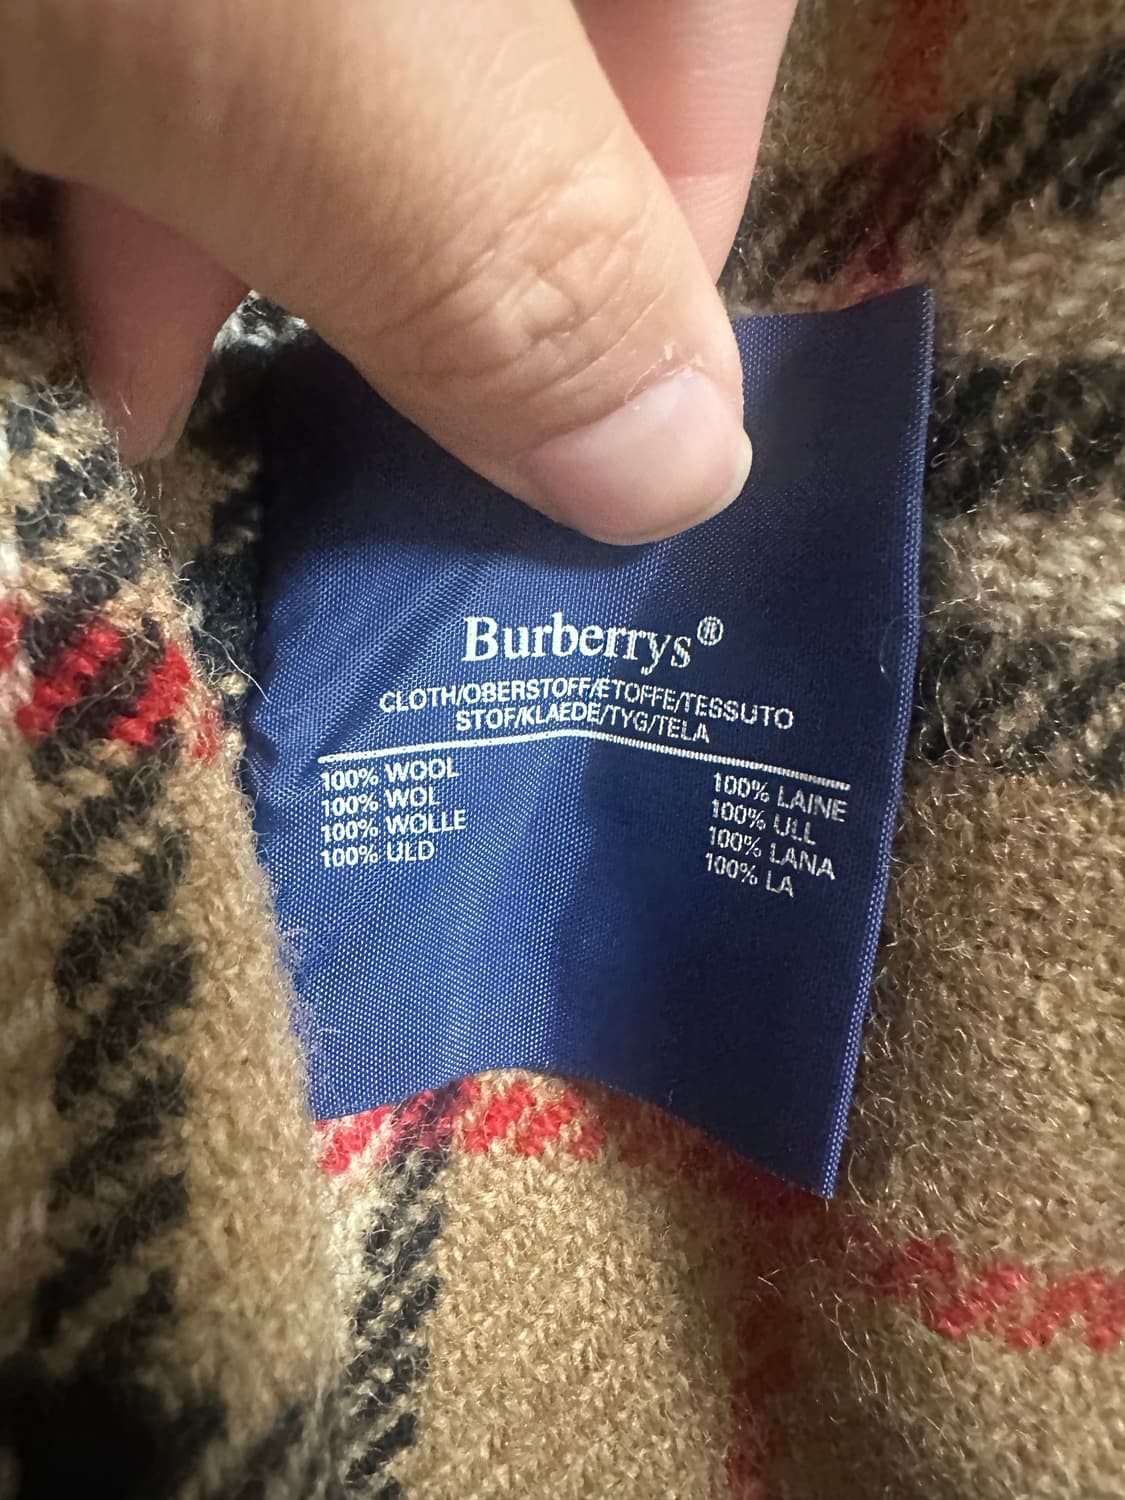 Burberrys®
CLOTH/OBERSTOFF/ETOFFE/TESSUTO
STOF/KLAEDE/TYG/TELA
100% WOOL
100% WOL
100% WOLLE
100% ULD
100% LAINE
100% ULL
100% LANA
100% LA